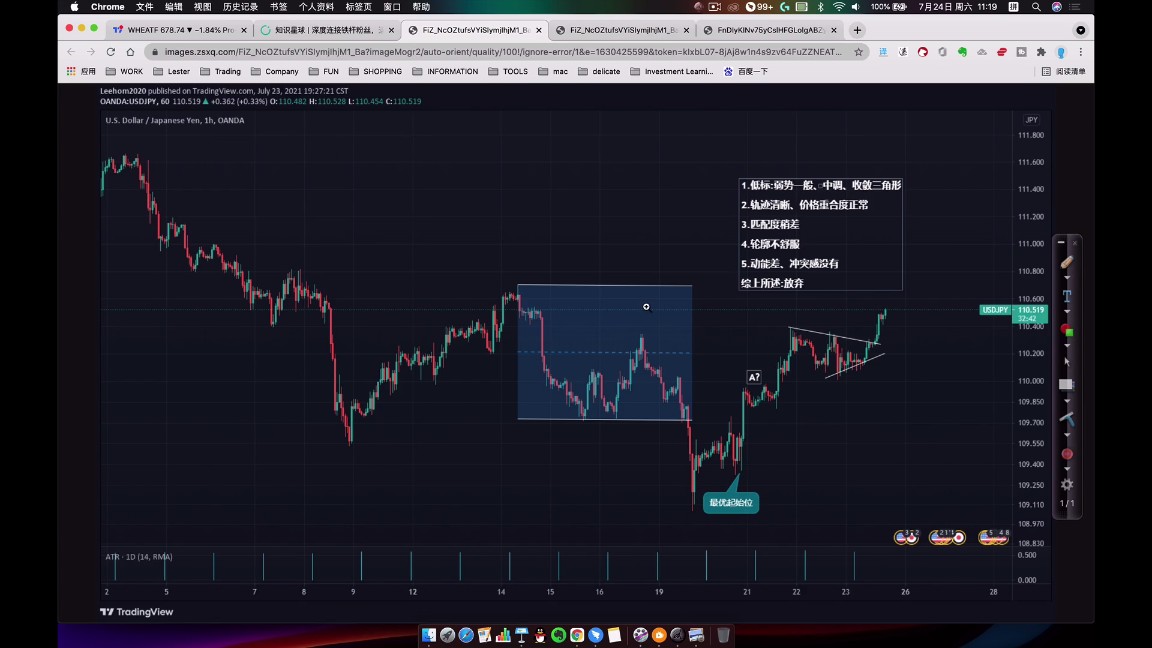 Chrome 文件 编辑 视图 历史记录 书签 个人资料 标签页 窗口 帮助 99+ 100% 7月24日 周六 11:19
WHEATF 678.74 ▼ -1.84% Pro
知识星球 | 深度连接铁杆粉丝,
FiZ_NcOZtufsVYiSlymjlhjM1_Ba
FiZ_NcOZtufsVYiSlymjlhjM1_Ba
images.zsxq.com/FiZ_NcOZtufsVYiSlymjlhjM1_Ba?imageMogr2/auto-orient/quality/100!/ignore-error/1&e=1630425599&token=
应用 WORK Lester Trading Company FUN SHOPPING INFORMATION TOOLS mac delicate Investment Learni... 百度一下 阅读清单
Leehom2020 published on TradingView.com, July 23, 2021 19:27:21 CST
OANDA:USDJPY, 60 110.519 ▲ +0.362 (+0.33%) O:110.482 H:110.528 L:110.454 C:110.519
U.S. Dollar / Japanese Yen, 1h, OANDA
JPY
111.800
111.600
111.400
111.200
111.000
110.800
110.600
USDJPY 110.519
32:42
110.400
110.200
110.000
109.850
109.700
109.550
109.400
109.250
109.110
108.970
108.830
1.低标:弱势一般、中调、收敛三角形
2.轨迹清晰、价格重合度正常
3.匹配度稍差
4.轮廓不舒服
5.动能差、冲突感没有
综上所述:放弃
A?
最优起始位
1/1
ATR · 1D (14, RMA)
0.500
0.000
2 5 7 8 9 12 14 15 16 19 21 22 23 26 28
TradingView